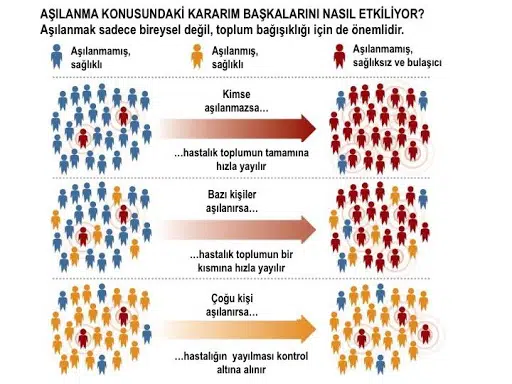 AŞILANMA KONUSUNDAKİ KARARIM BAŞKALARINI NASIL ETKİLİYOR?
Aşılanmak sadece bireysel değil, toplum bağışıklığı için de önemlidir.
Aşılanmamış,
sağlıklı
Aşılanmış,
sağlıklı
Aşılanmamış,
sağlıksız ve bulaşıcı
Kimse
aşılanmazsa…
…hastalık toplumun tamamına
hızla yayılır
Bazı kişiler
aşılanırsa…
…hastalık toplumun bir
kısmına hızla yayılır
Çoğu kişi
aşılanırsa…
…hastalığın yayılması kontrol
altına alınır